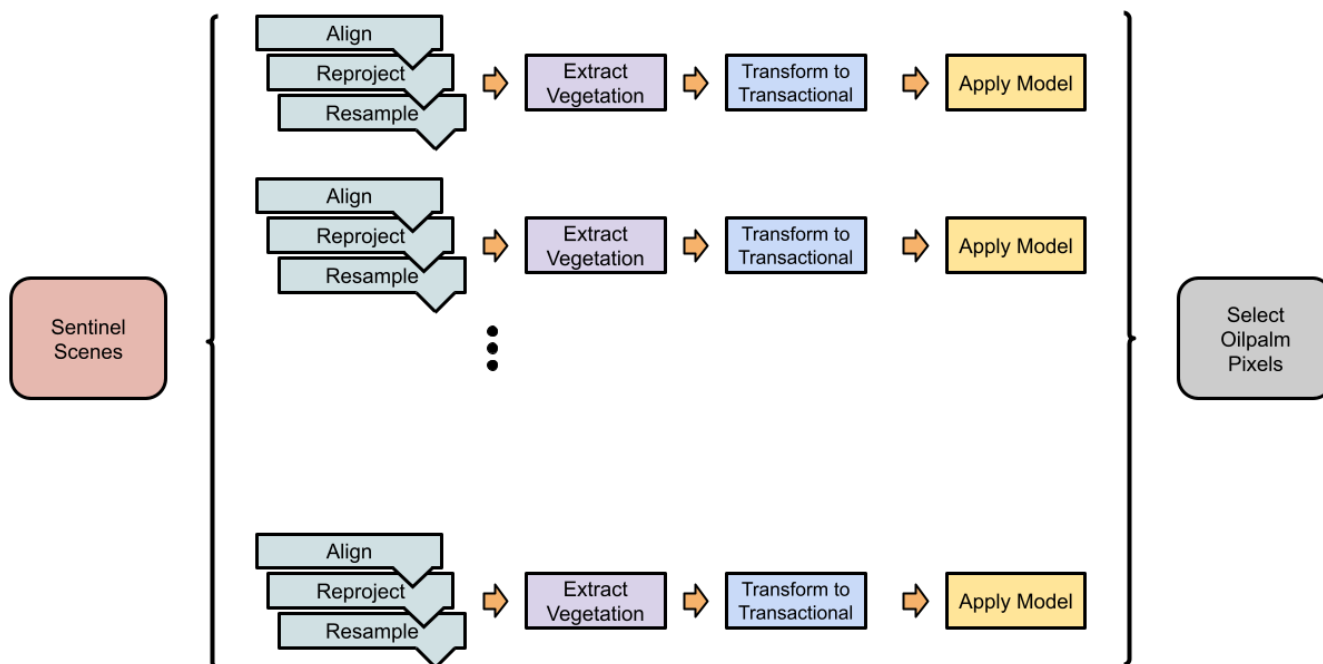 Align
Reproject
Resample
Extract
Vegetation
Transform to
Transactional
Apply Model
Align
Reproject
Resample
Extract
Vegetation
Transform to
Transactional
Apply Model
Sentinel
Scenes
Select
Oilpalm
Pixels
Align
Reproject
Resample
Extract
Vegetation
Transform to
Transactional
Apply Model